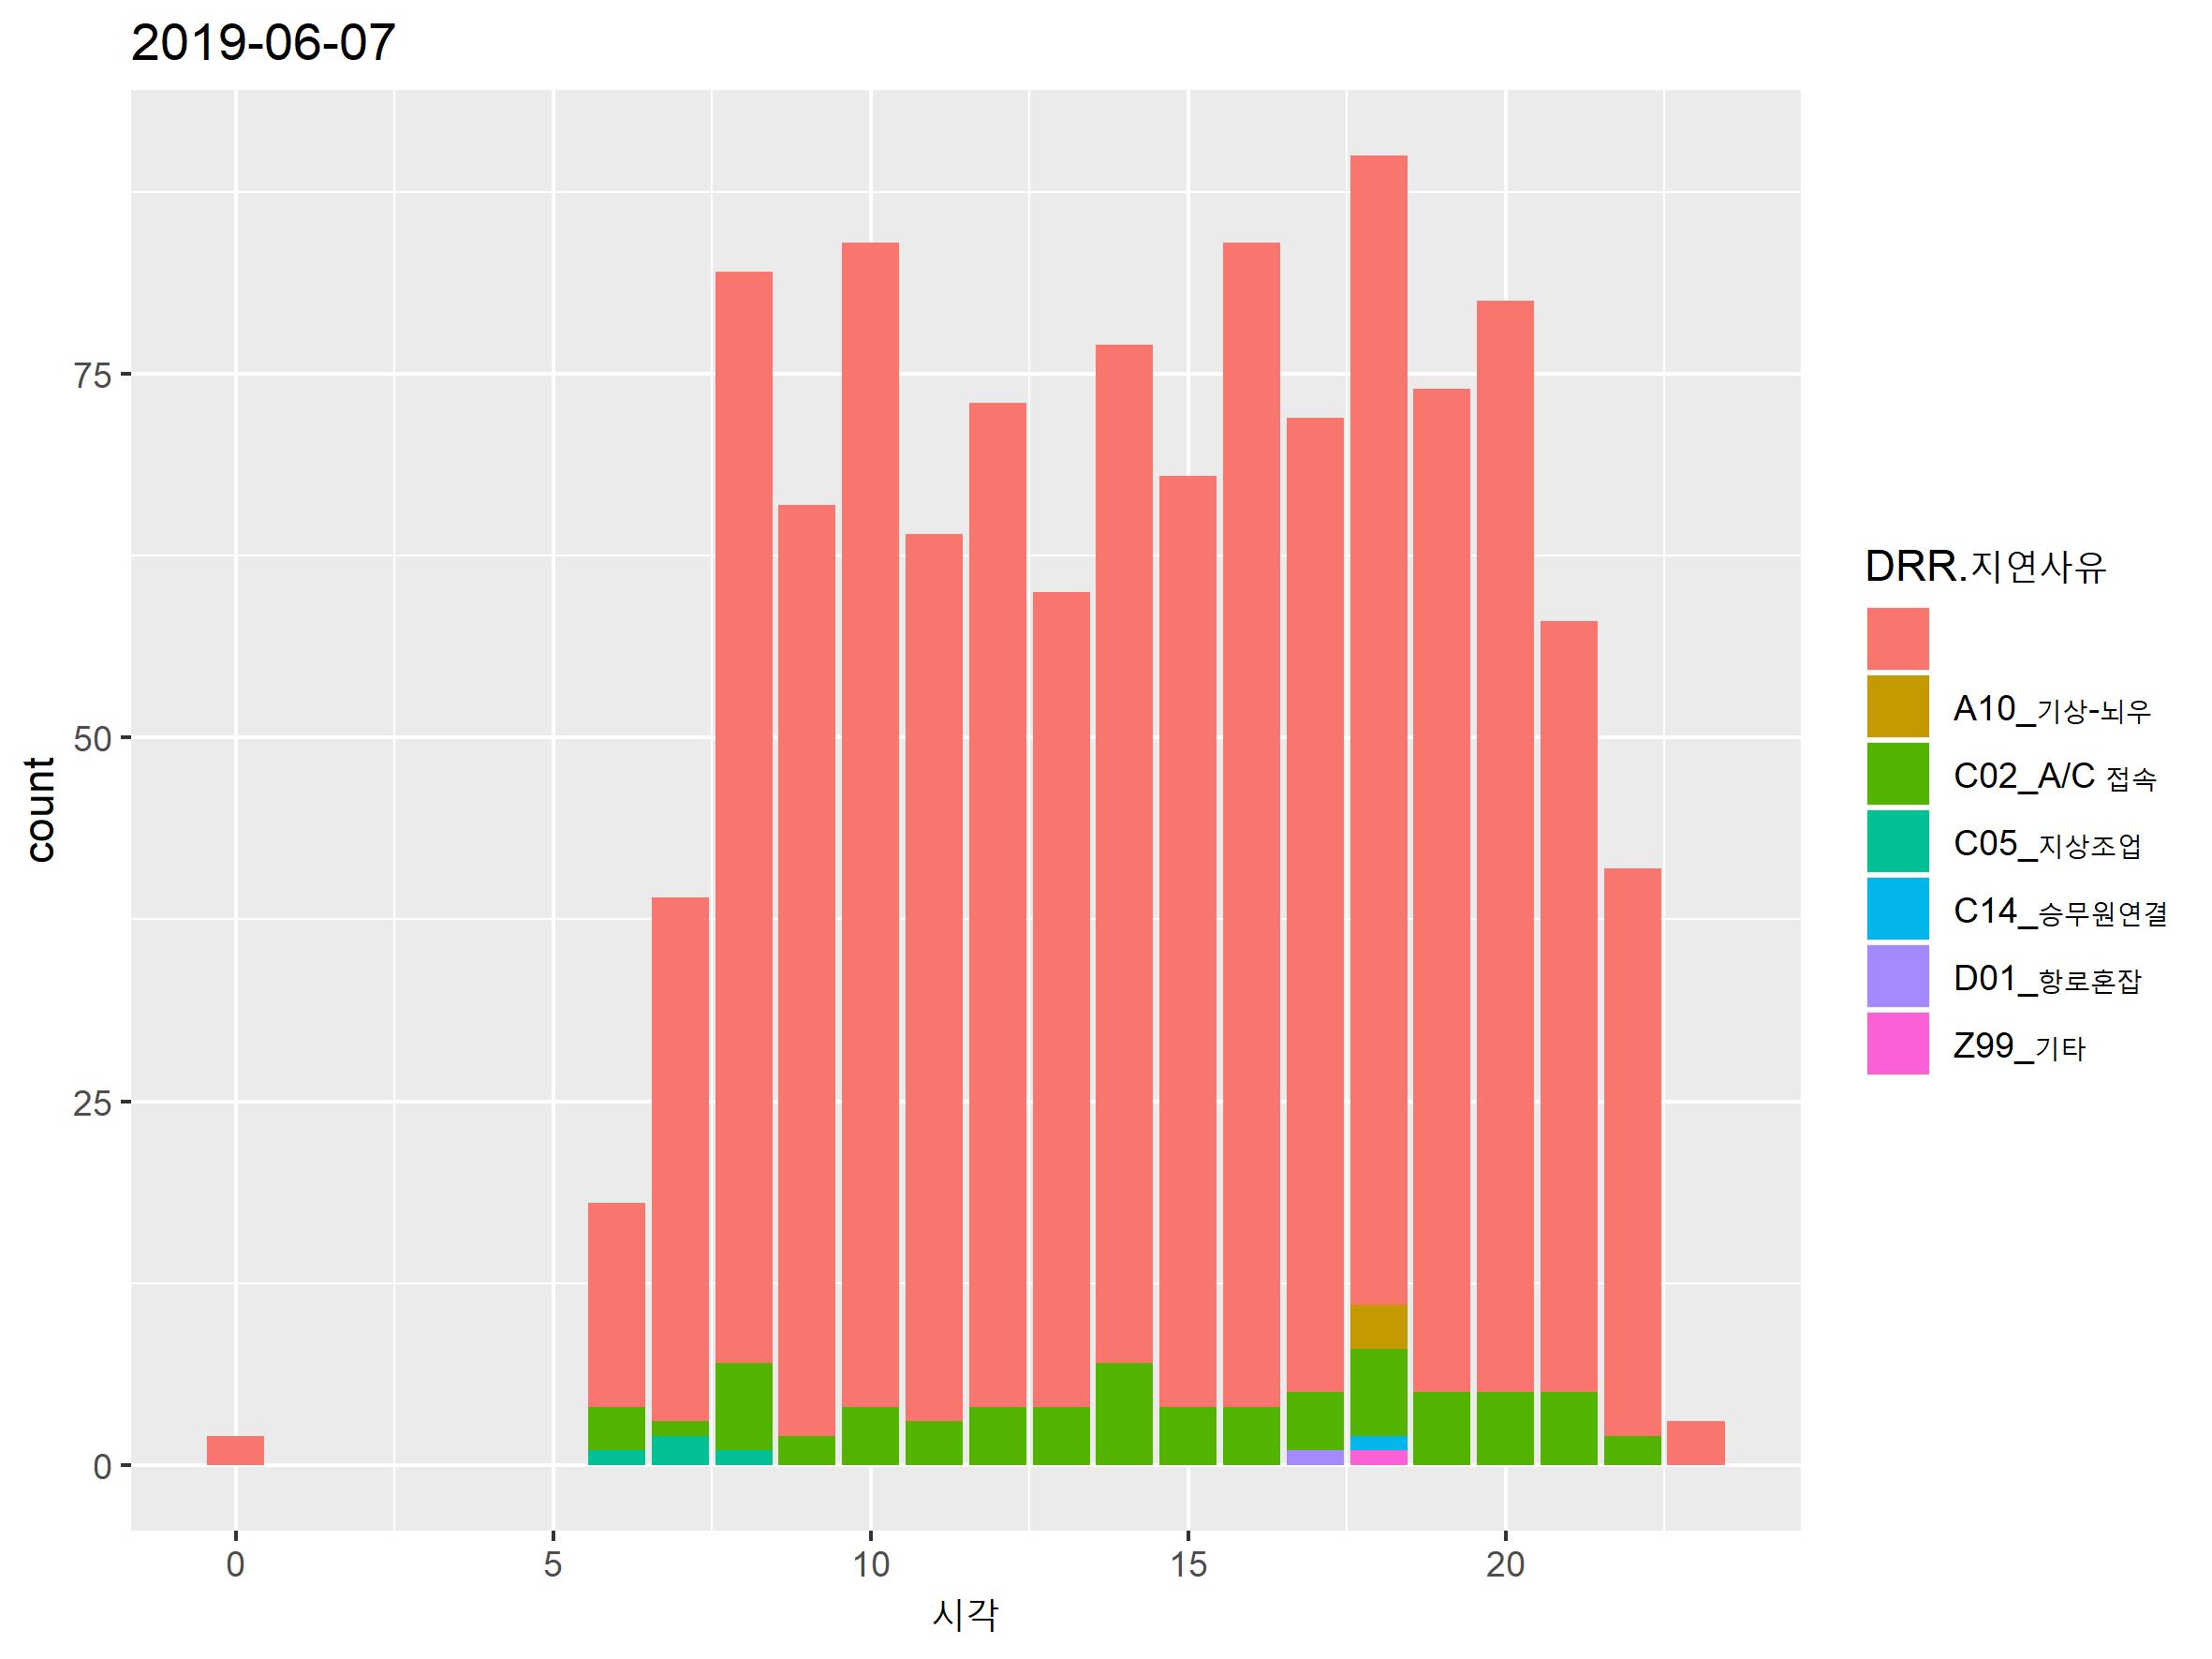 2019-06-07
count
75
50
25
0
0 5 10 15 20
시각
DRR.지연사유
A10_기상-뇌우
C02_A/C 접속
C05_지상조업
C14_승무원연결
D01_항로혼잡
Z99_기타